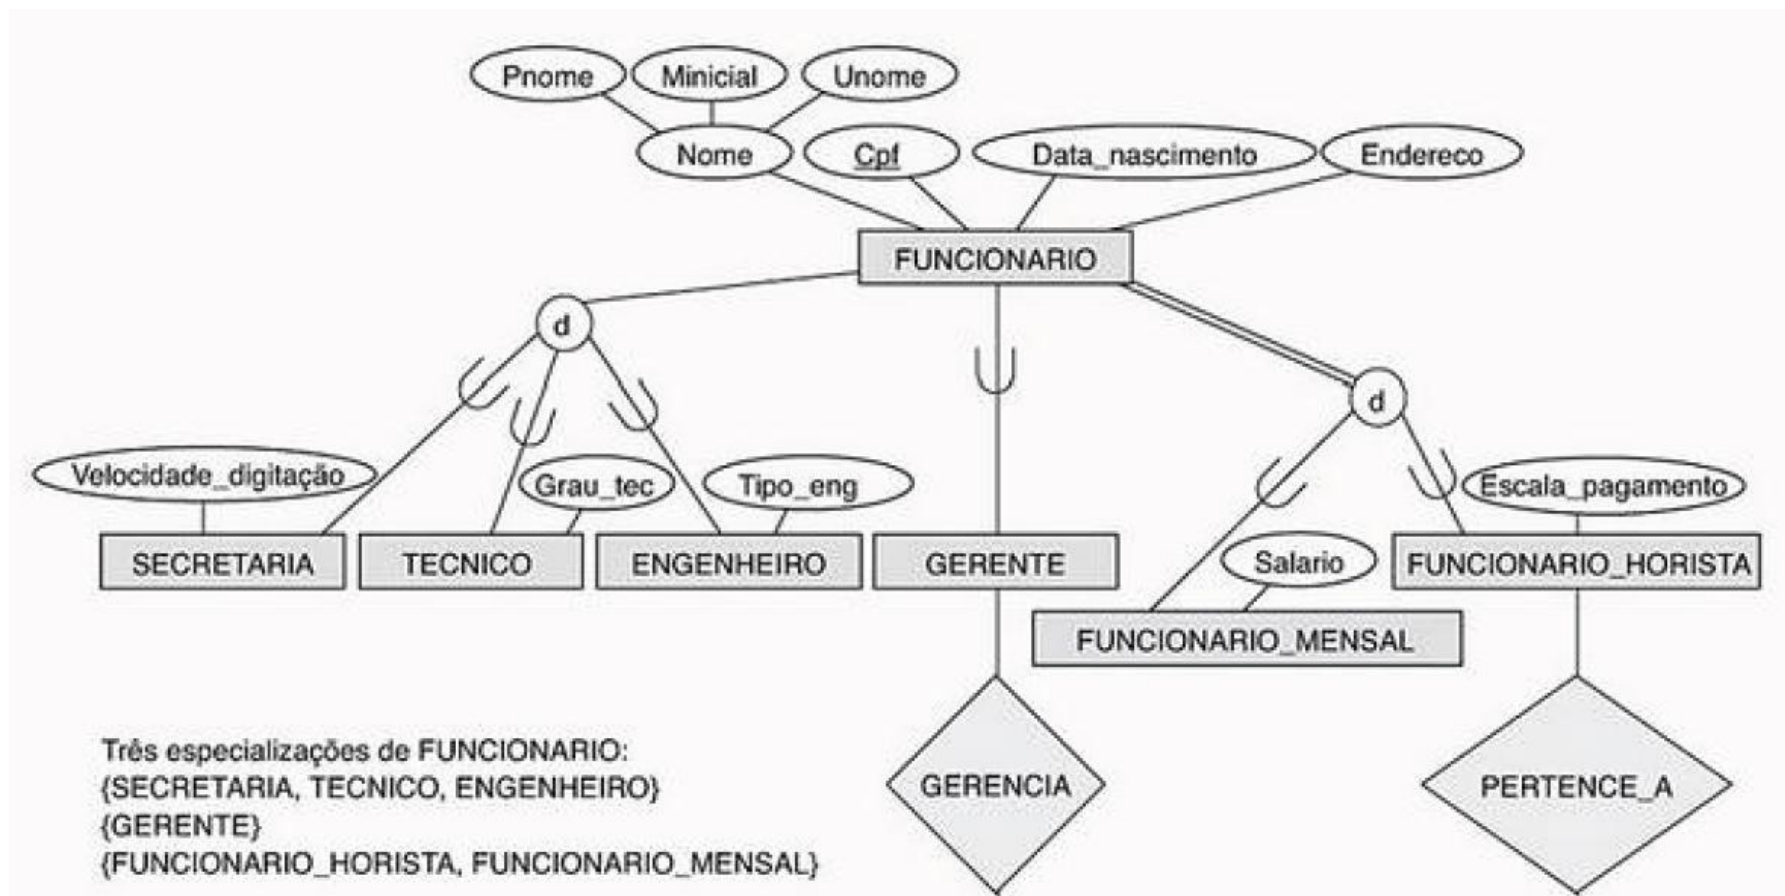 Pnome Minicial Unome
Nome Cpf Data_nascimento Endereco
FUNCIONARIO
d
d
Velocidade_digitação Grau_tec Tipo_eng Escala_pagamento
SECRETARIA TECNICO ENGENHEIRO GERENTE Salario FUNCIONARIO_HORISTA
FUNCIONARIO_MENSAL
Três especializações de FUNCIONARIO:
{SECRETARIA, TECNICO, ENGENHEIRO}
{GERENTE}
{FUNCIONARIO_HORISTA, FUNCIONARIO_MENSAL}
GERENCIA PERTENCE_A